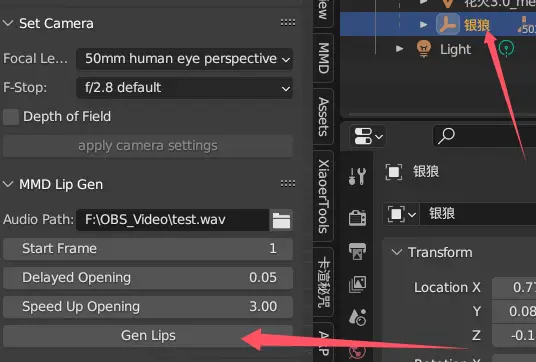 Set Camera
Focal Le... 50mm human eye perspective
F-Stop: f/2.8 default
Depth of Field
apply camera settings
MMD Lip Gen
Audio Path: F:\OBS_Video\test.wav
Start Frame 1
Delayed Opening 0.05
Speed Up Opening 3.00
Gen Lips
MMD
Assets
XiaoerTools
卡渲秘咒
花火3.0_me
银狼
Light
银狼
银狼
Transform
Location X 0.7
Y 0.08
Z -0.1